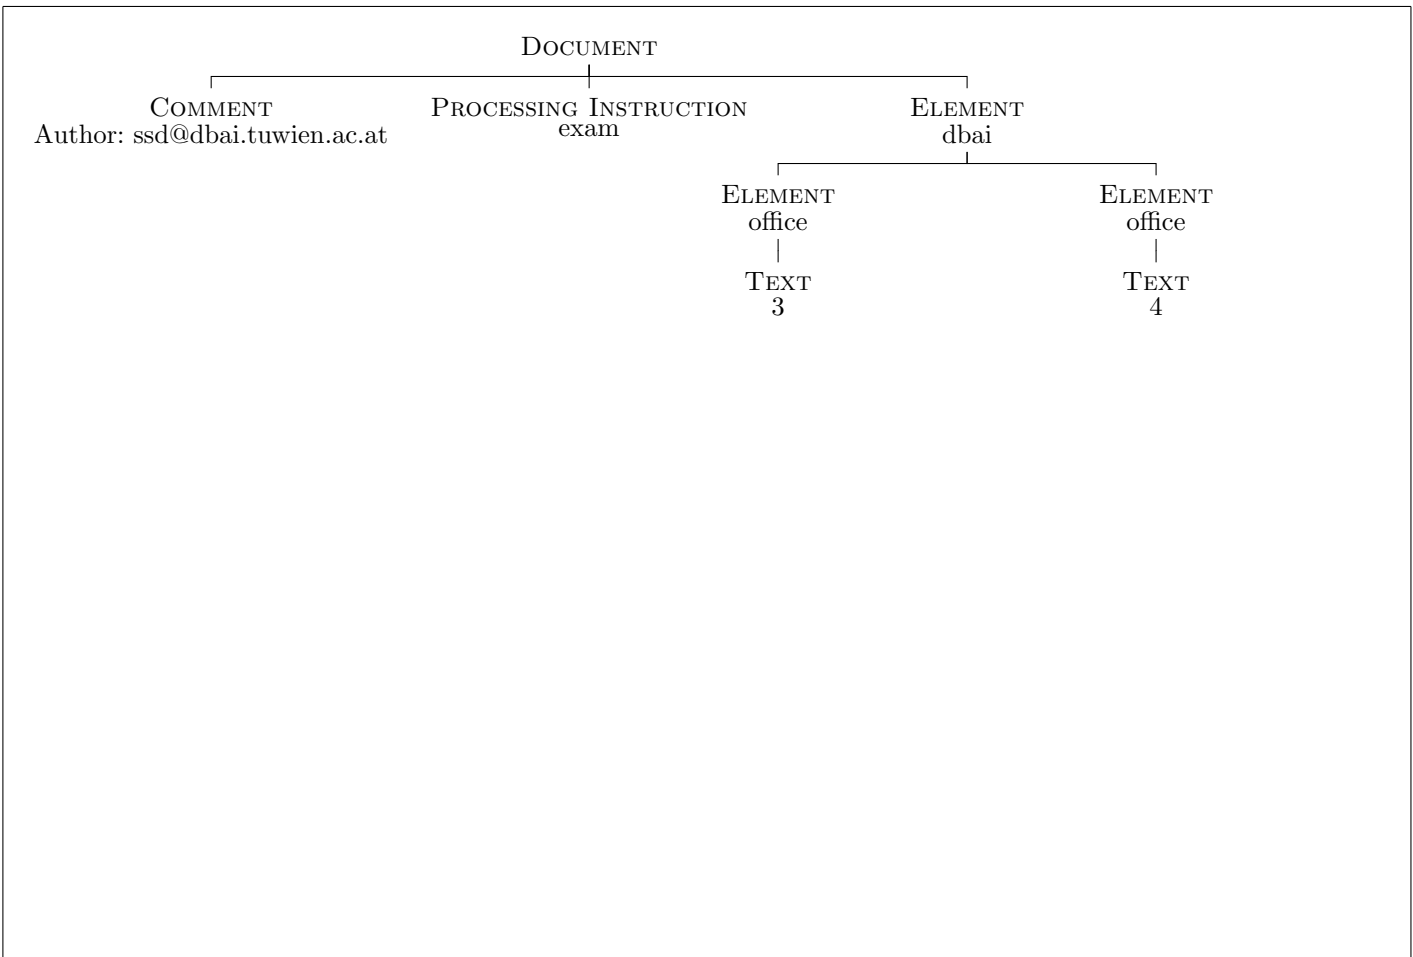 DOCUMENT
COMMENT PROCESSING INSTRUCTION ELEMENT
Author: ssd@dbai.tuwien.ac.at exam dbai
ELEMENT ELEMENT
office office
TEXT TEXT
3 4